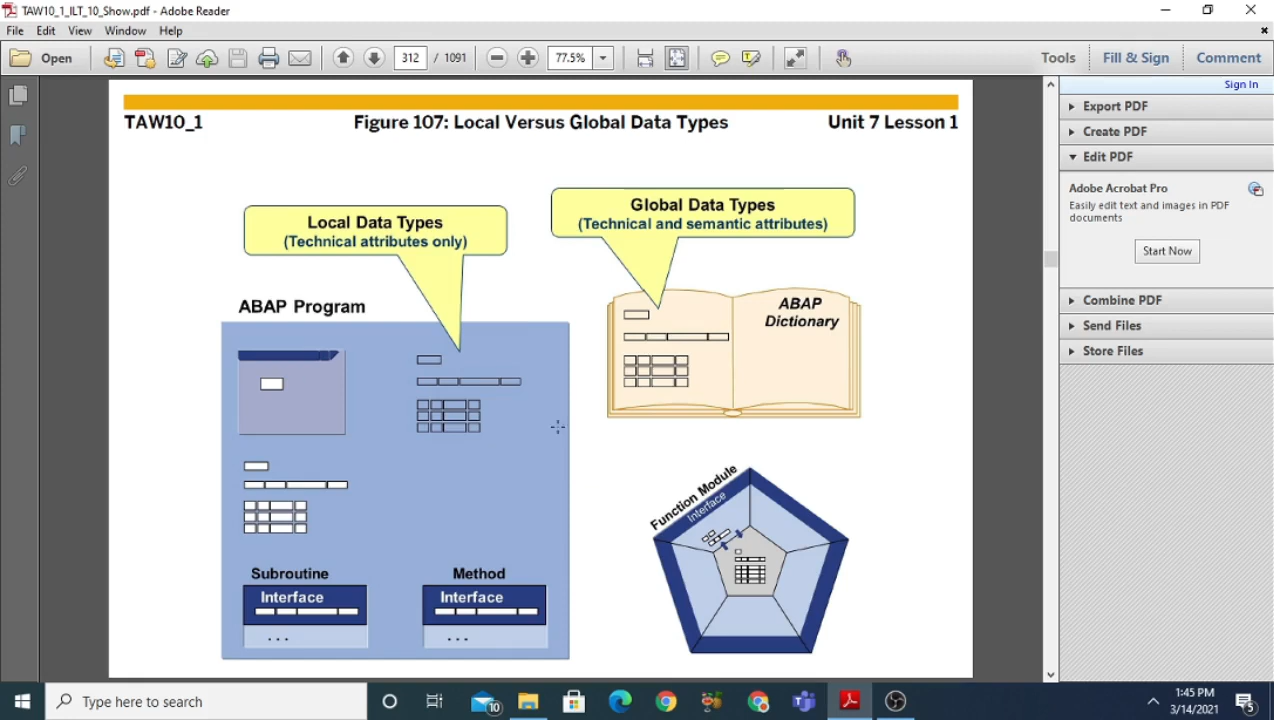 TAW10_1_ILT_10_Show.pdf - Adobe Reader
File Edit View Window Help
Open 312 / 1091 77.5% Tools Fill & Sign Comment
Sign In
Export PDF
Create PDF
Edit PDF
Adobe Acrobat Pro
Easily edit text and images in PDF
documents
Start Now
Combine PDF
Send Files
Store Files
TAW10_1 Figure 107: Local Versus Global Data Types Unit 7 Lesson 1
Local Data Types
(Technical attributes only)
Global Data Types
(Technical and semantic attributes)
ABAP Program
ABAP
Dictionary
Function Module
Interface
Subroutine
Interface
...
Method
Interface
...
Type here to search
10
1:45 PM
3/14/2021
5